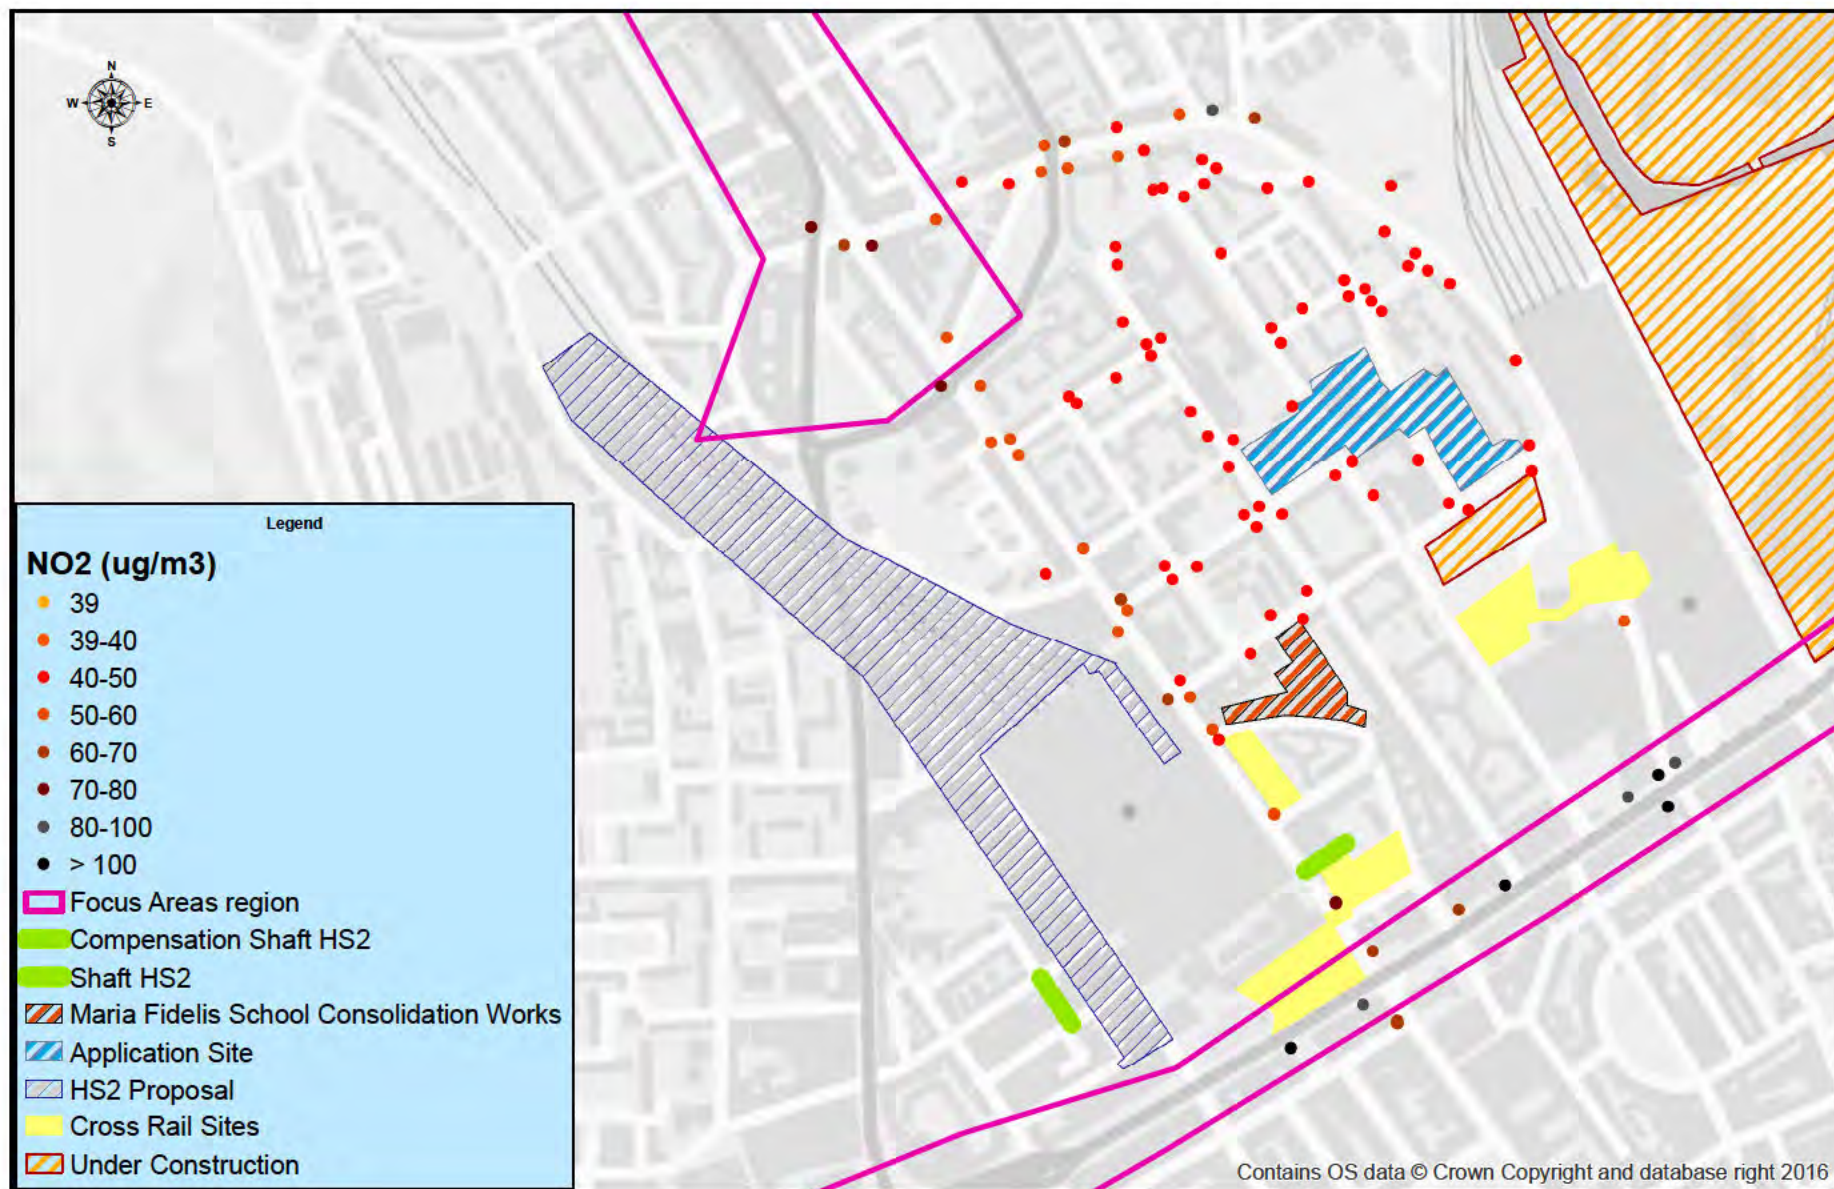 N
W E
S
Legend
NO2 (ug/m3)
39
39-40
40-50
50-60
60-70
70-80
80-100
> 100
Focus Areas region
Compensation Shaft HS2
Shaft HS2
Maria Fidelis School Consolidation Works
Application Site
HS2 Proposal
Cross Rail Sites
Under Construction
Contains OS data © Crown Copyright and database right 2016